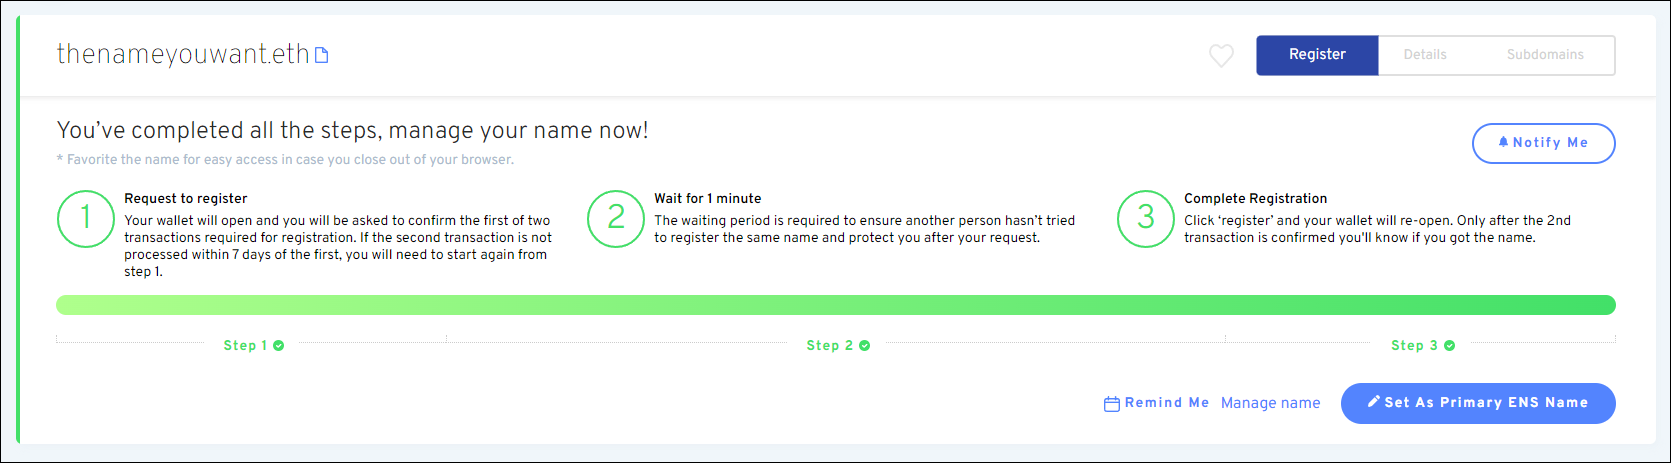 thenameyouwant.eth
Register
Details
Subdomains
You’ve completed all the steps, manage your name now!
* Favorite the name for easy access in case you close out of your browser.
Notify Me
1
Request to register
Your wallet will open and you will be asked to confirm the first of two
transactions required for registration. If the second transaction is not
processed within 7 days of the first, you will need to start again from
step 1.
2
Wait for 1 minute
The waiting period is required to ensure another person hasn’t tried
to register the same name and protect you after your request.
3
Complete Registration
Click ‘register’ and your wallet will re-open. Only after the 2nd
transaction is confirmed you'll know if you got the name.
Step 1
Step 2
Step 3
Remind Me
Manage name
Set As Primary ENS Name